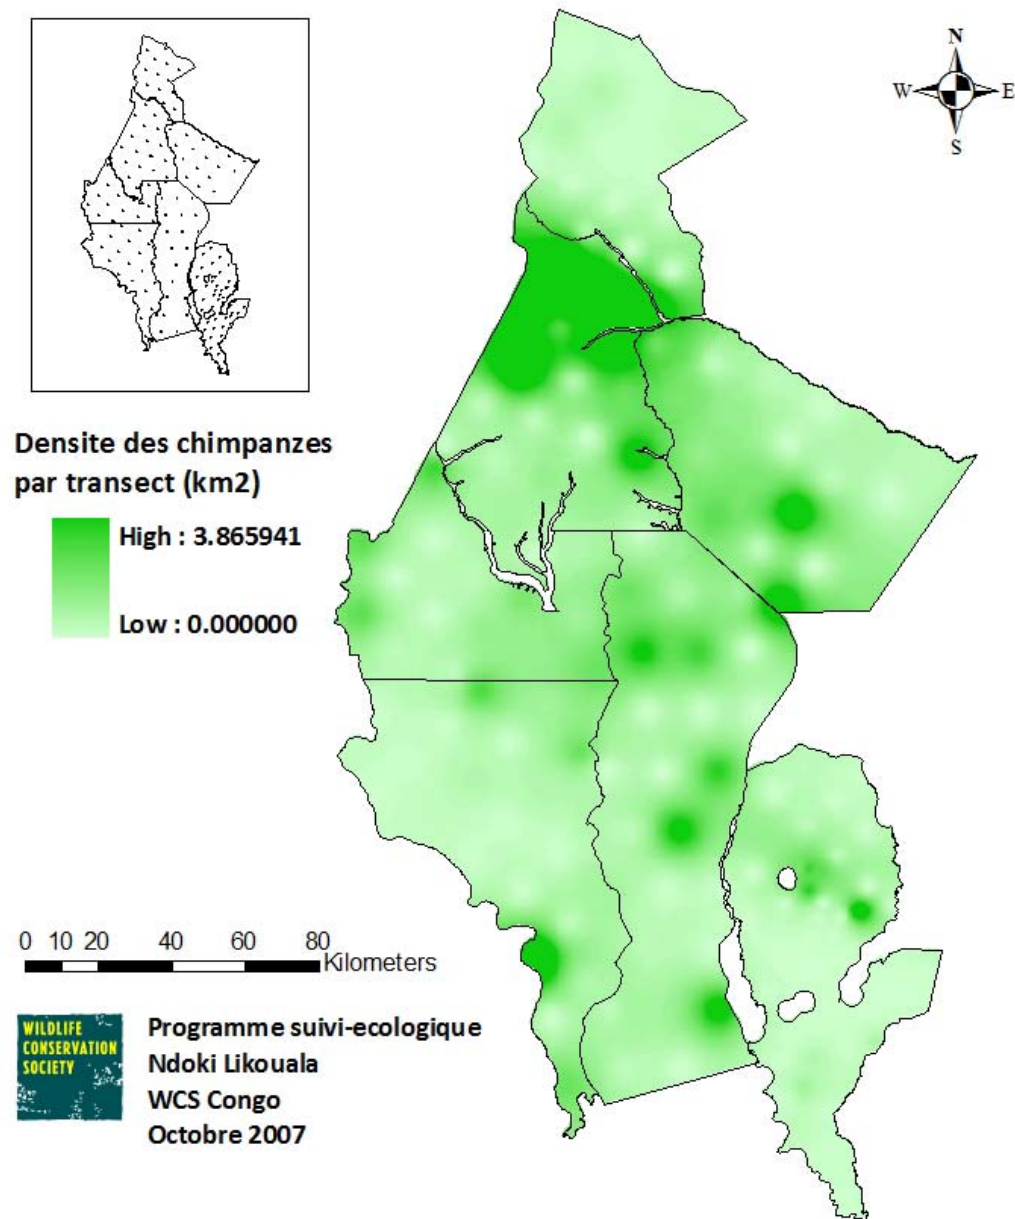 N
W E
S
Densite des chimpanzes
par transect (km2)
High : 3.865941
Low : 0.000000
0 10 20 40 60 80
Kilometers
WILDLIFE
CONSERVATION
SOCIETY
Programme suivi-ecologique
Ndoki Likouala
WCS Congo
Octobre 2007